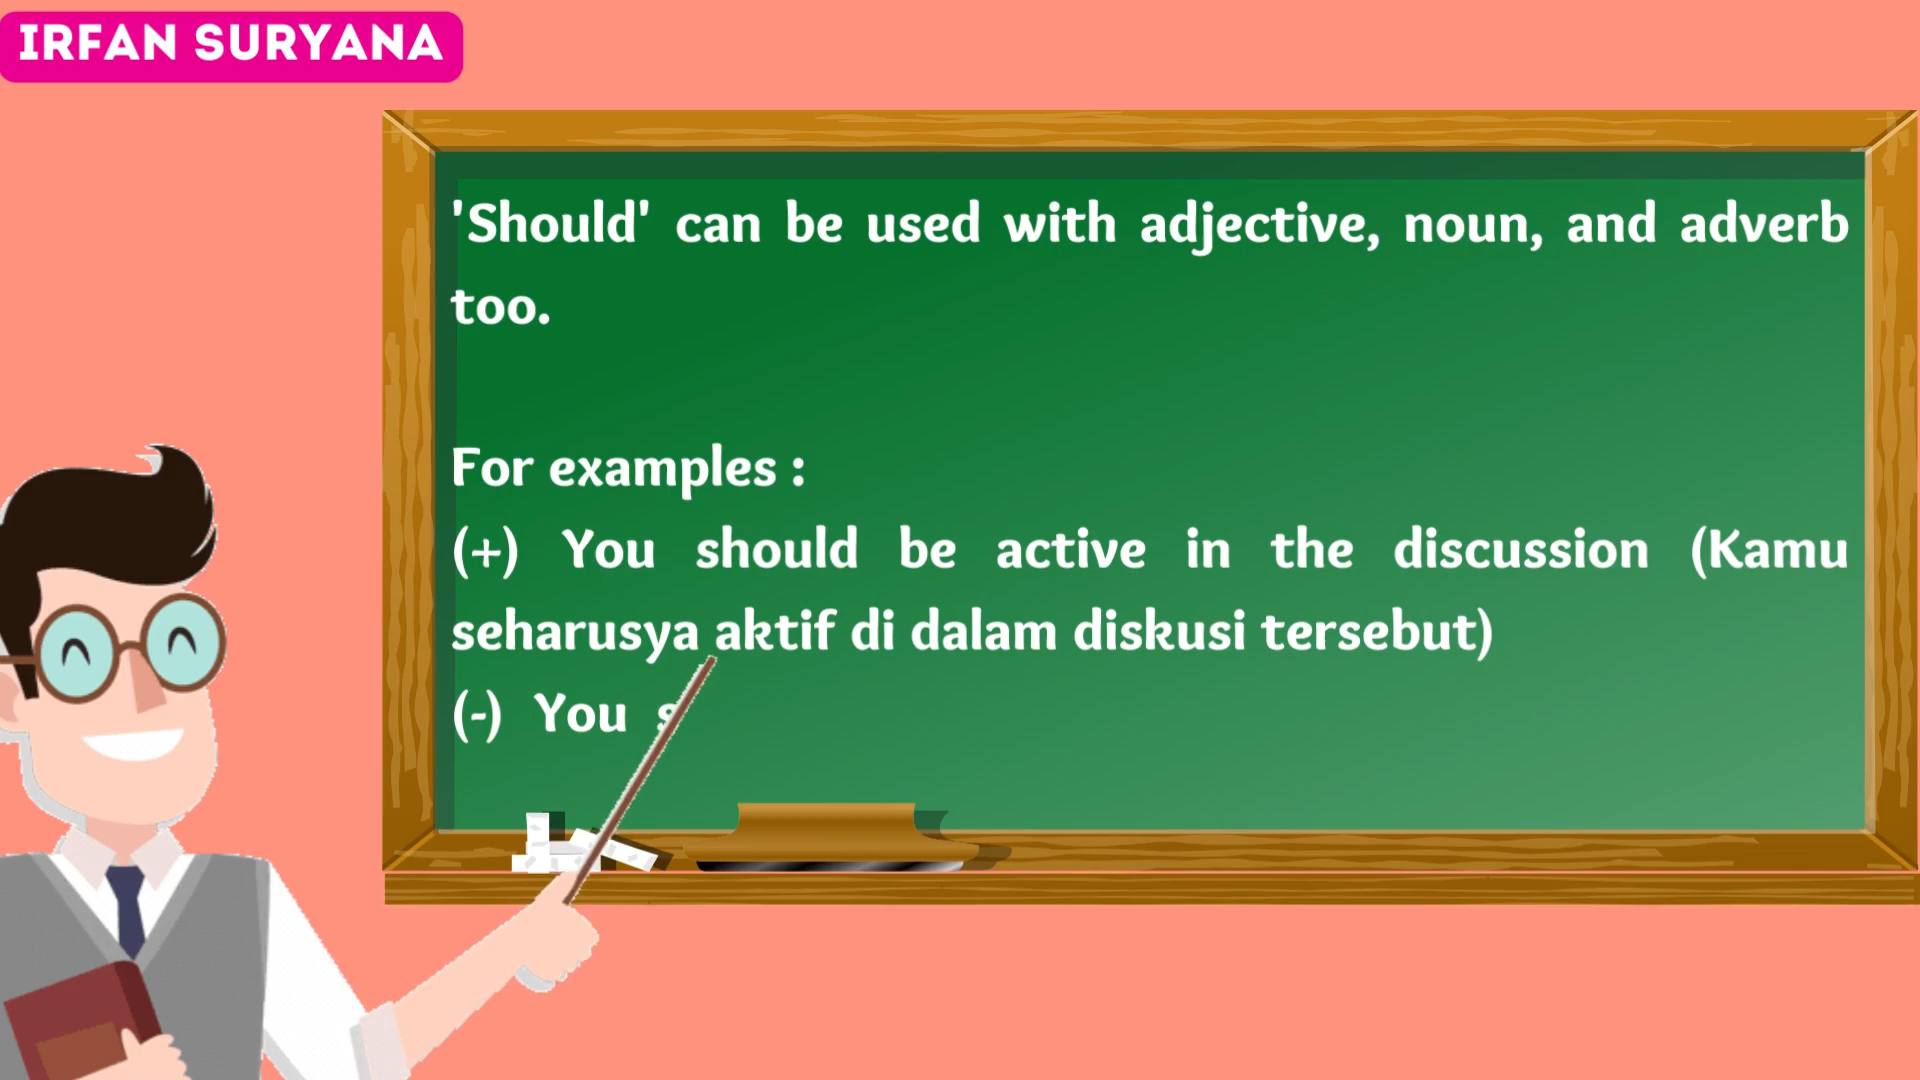 IRFAN SURYANA
'Should' can be used with adjective, noun, and adverb
too.
For examples :
(+) You should be active in the discussion (Kamu
seharusya aktif di dalam diskusi tersebut)
(-) You s